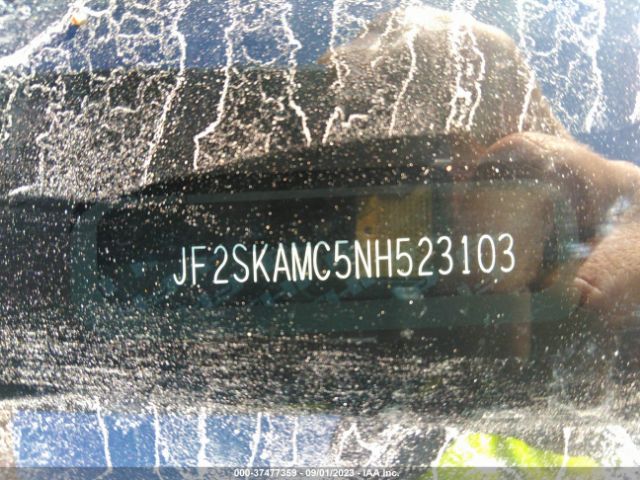 JF2SKAMC5NH523103
000-37477359 - 09/01/2023 - IAA Inc.